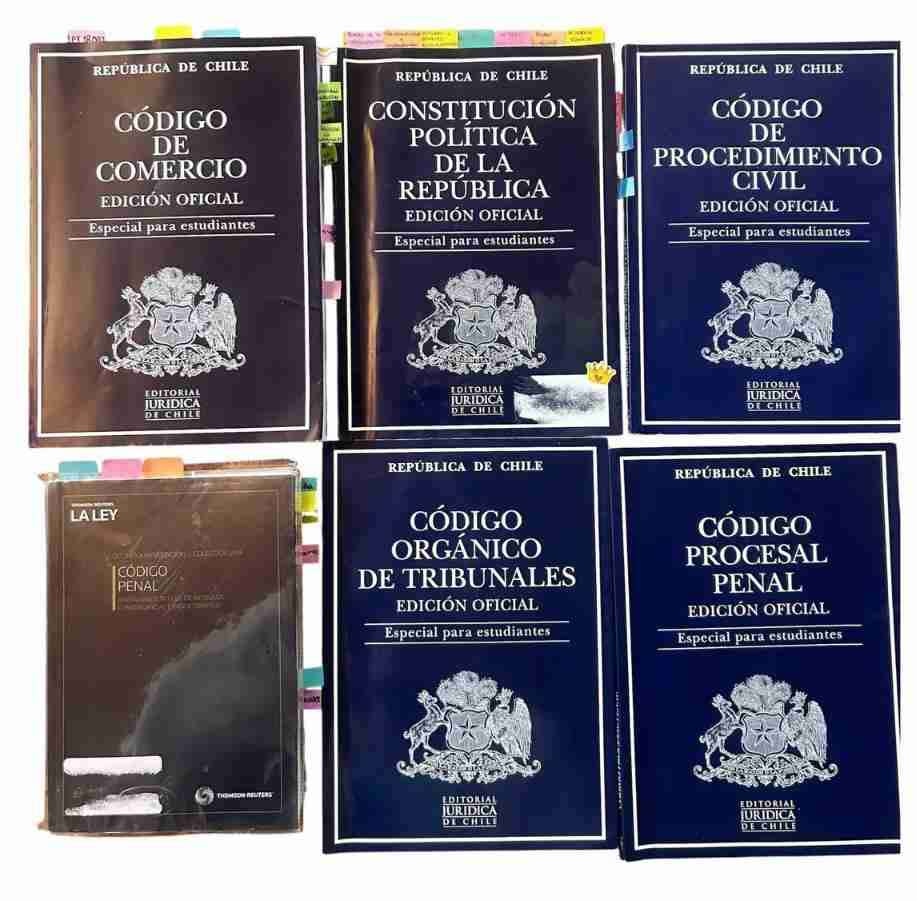 REPÚBLICA DE CHILE
CÓDIGO
DE
COMERCIO
EDICIÓN OFICIAL
Especial para estudiantes
EDITORIAL
JURIDICA
DE CHILE
REPÚBLICA DE CHILE
CONSTITUCIÓN
POLÍTICA
DE LA
REPÚBLICA
EDICIÓN OFICIAL
Especial para estudiantes
EDITORIAL
JURIDICA
DE CHILE
REPÚBLICA DE CHILE
CÓDIGO
DE
PROCEDIMIENTO
CIVIL
EDICIÓN OFICIAL
Especial para estudiantes
EDITORIAL
JURIDICA
DE CHILE
THOMSON REUTERS
LA LEY
CÓDIGO
PENAL
THOMSON REUTERS
REPÚBLICA DE CHILE
CÓDIGO
ORGÁNICO
DE TRIBUNALES
EDICIÓN OFICIAL
Especial para estudiantes
EDITORIAL
JURIDICA
DE CHILE
REPÚBLICA DE CHILE
CÓDIGO
PROCESAL
PENAL
EDICIÓN OFICIAL
Especial para estudiantes
EDITORIAL
JURIDICA
DE CHILE